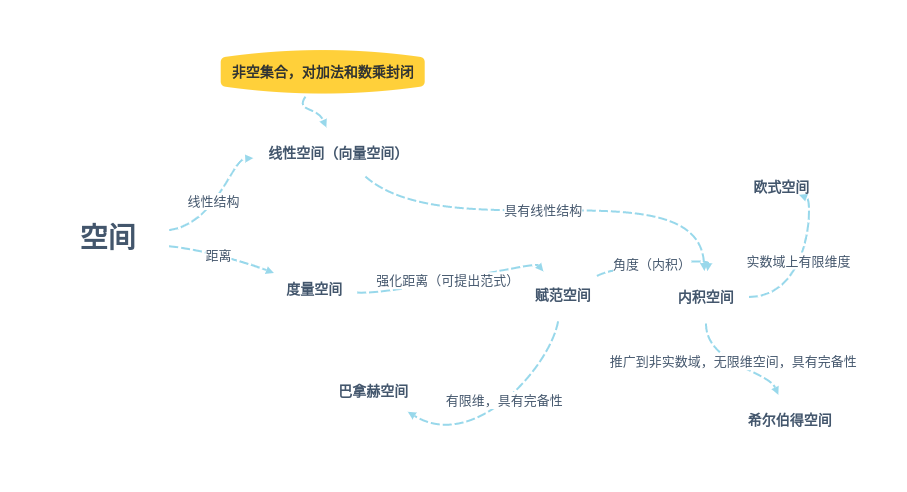 非空集合，对加法和数乘封闭
线性空间（向量空间）
欧式空间
线性结构
具有线性结构
空间
距离
角度（内积）
实数域上有限维度
强化距离（可提出范式）
度量空间
赋范空间
内积空间
推广到非实数域，无限维空间，具有完备性
巴拿赫空间
有限维，具有完备性
希尔伯得空间